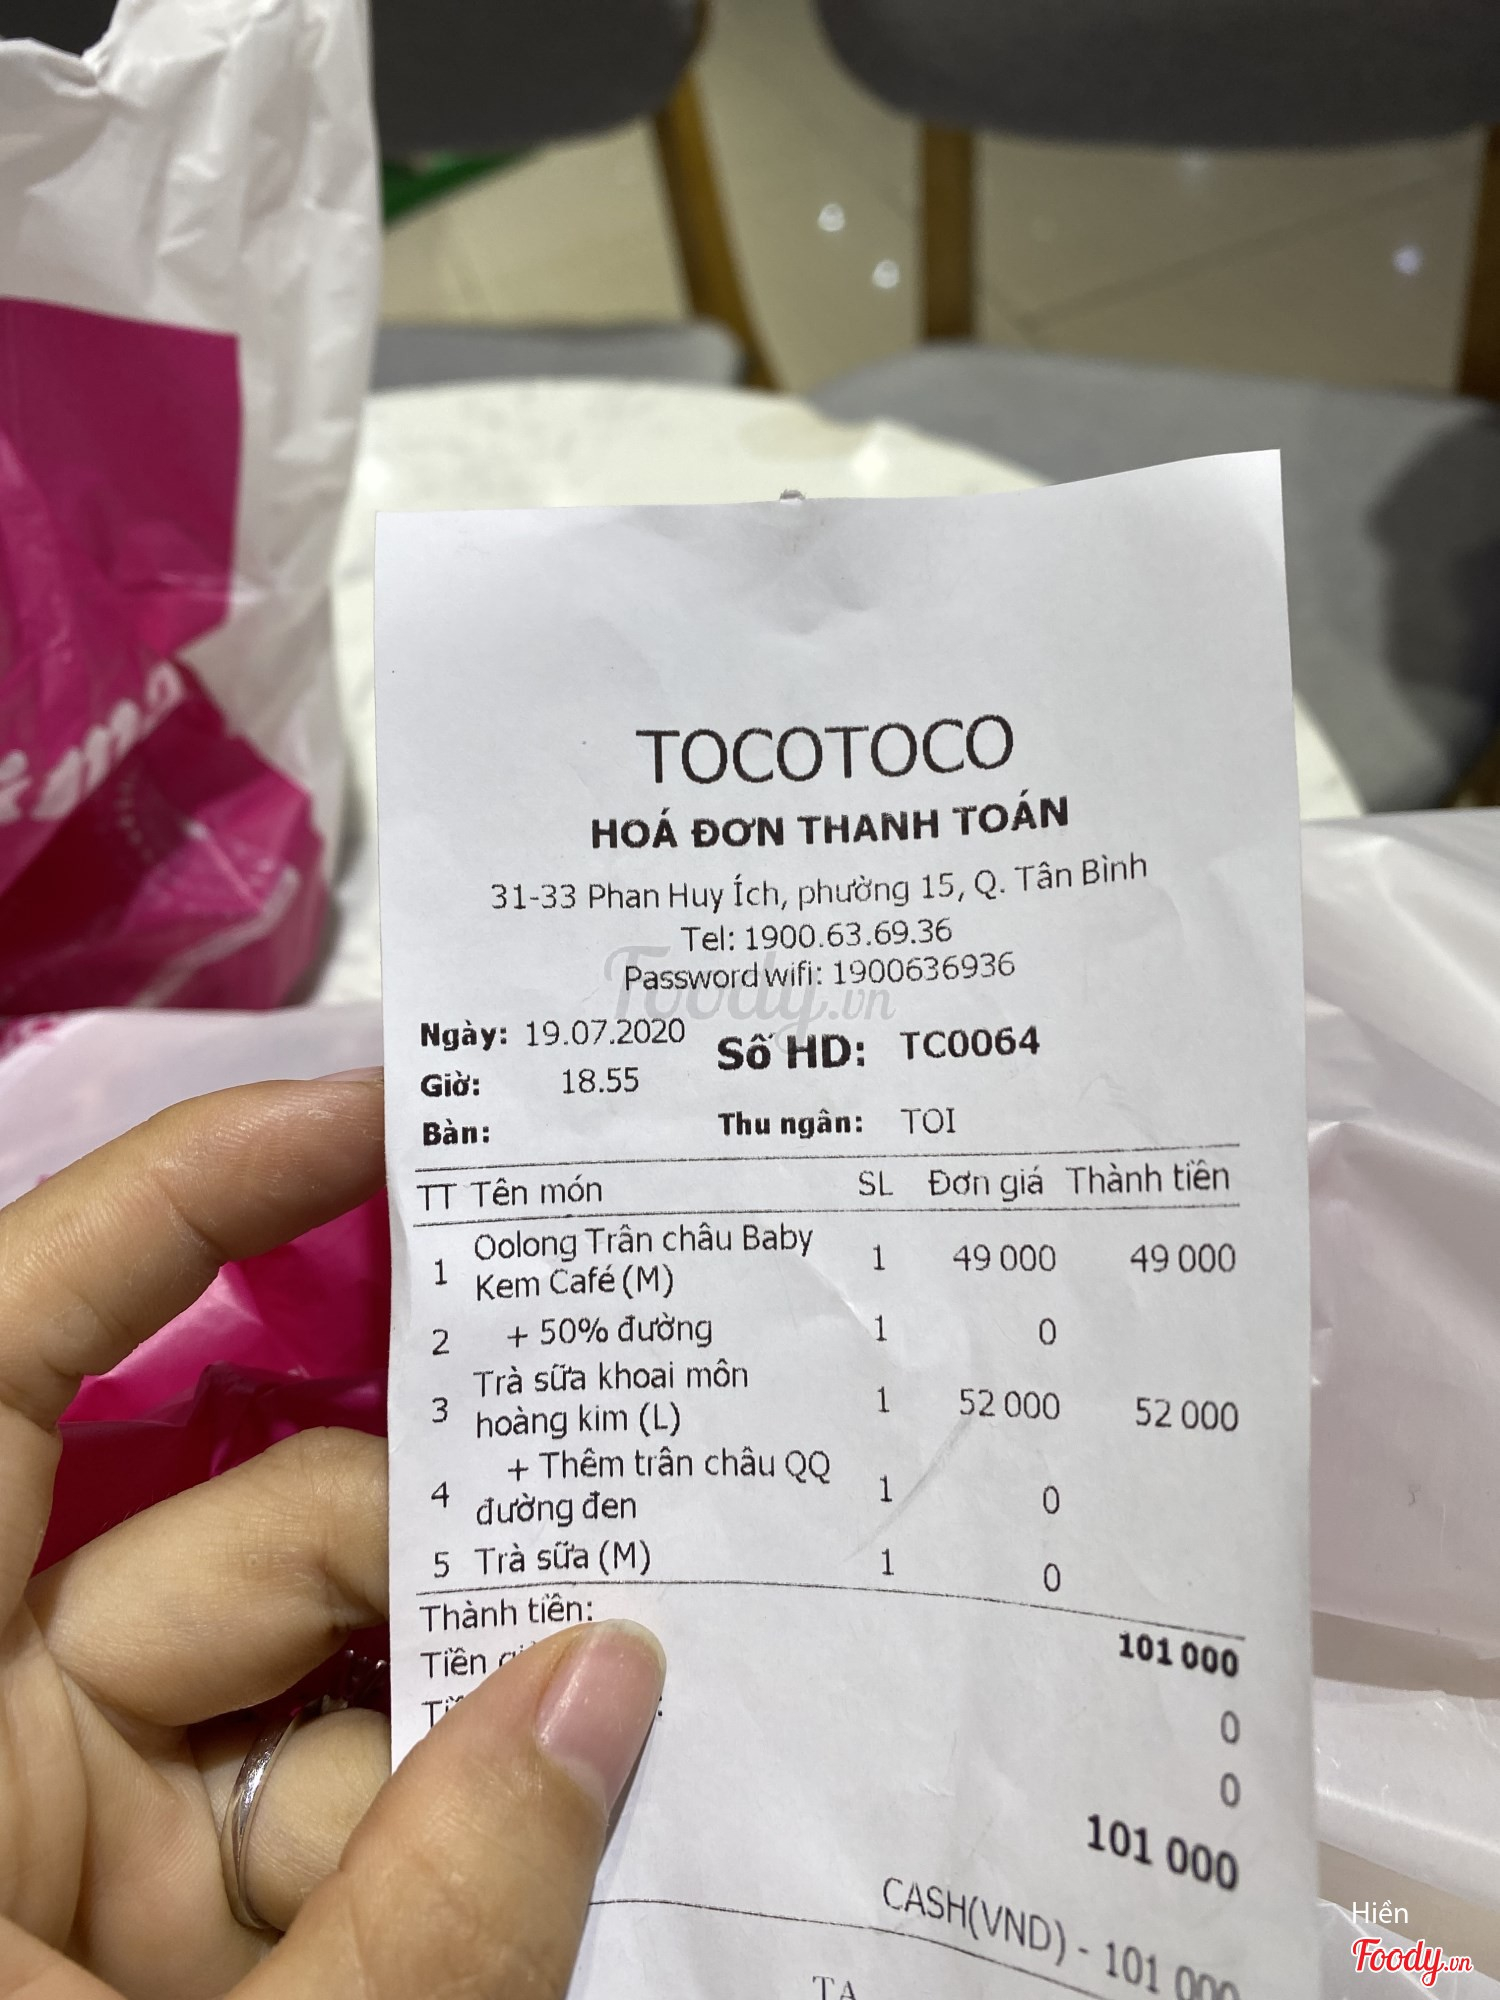 TOCOTOCO
HOÁ ĐƠN THANH TOÁN
31-33 Phan Huy Ích, phường 15, Q. Tân Bình
Tel: 1900.63.69.36
Password wifi: 1900636936
Foody.vn
Ngày: 19.07.2020 Số HD: TC0064
Giờ: 18.55
Bàn: Thu ngân: TOI
TT Tên món SL Đơn giá Thành tiền
1 Oolong Trân châu Baby
Kem Café (M) 1 49 000 49 000
2 + 50% đường 1 0
3 Trà sữa khoai môn
hoàng kim (L) 1 52 000 52 000
4 + Thêm trân châu QQ
đường đen 1 0
5 Trà sữa (M) 1 0
Thành tiền: 101 000
Tiền 0
0
101 000
CASH(VND) - 101 000
TA
Hiền
Foody.vn